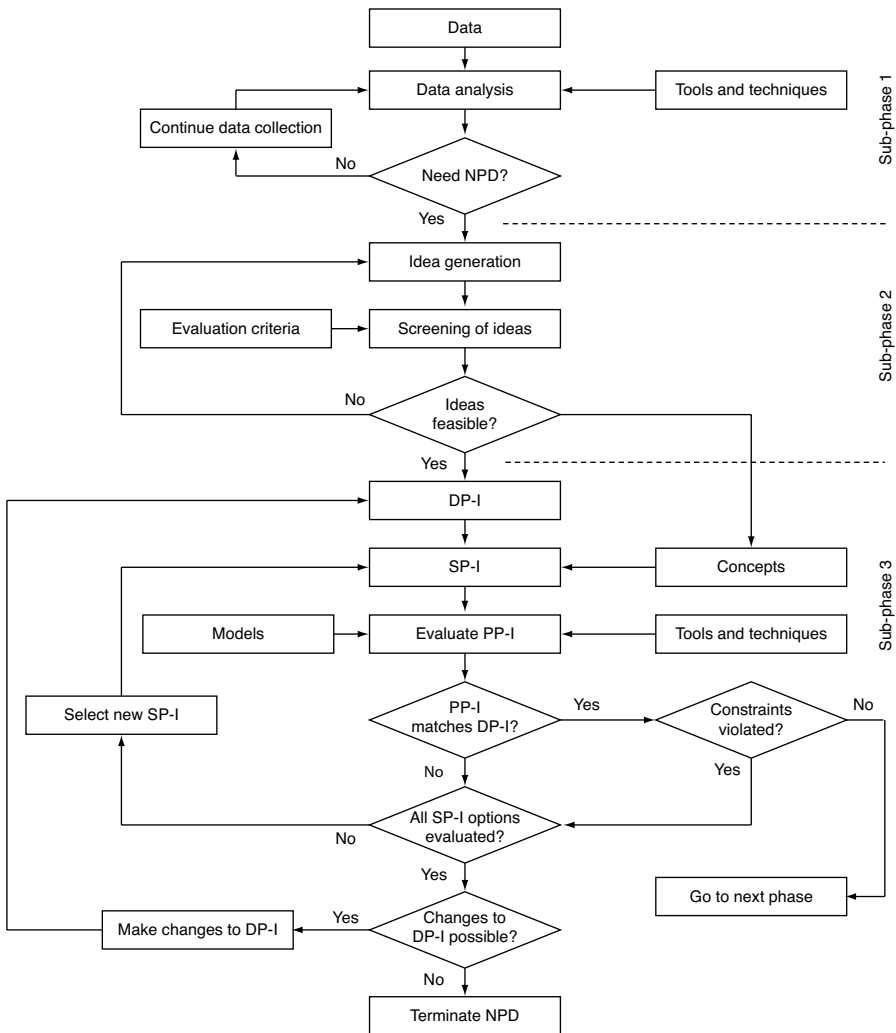 Data
Data analysis
Tools and techniques
Continue data collection
Sub-phase 1
No
Need NPD?
Yes
Idea generation
Evaluation criteria
Screening of ideas
Sub-phase 2
No
Ideas
feasible?
Yes
DP-I
SP-I
Concepts
Sub-phase 3
Models
Evaluate PP-I
Tools and techniques
Select new SP-I
PP-I
matches DP-I?
Yes
Constraints
violated?
No
No
Yes
All SP-I options
evaluated?
No
Yes
Go to next phase
Make changes to DP-I
Yes
Changes to
DP-I possible?
No
Terminate NPD